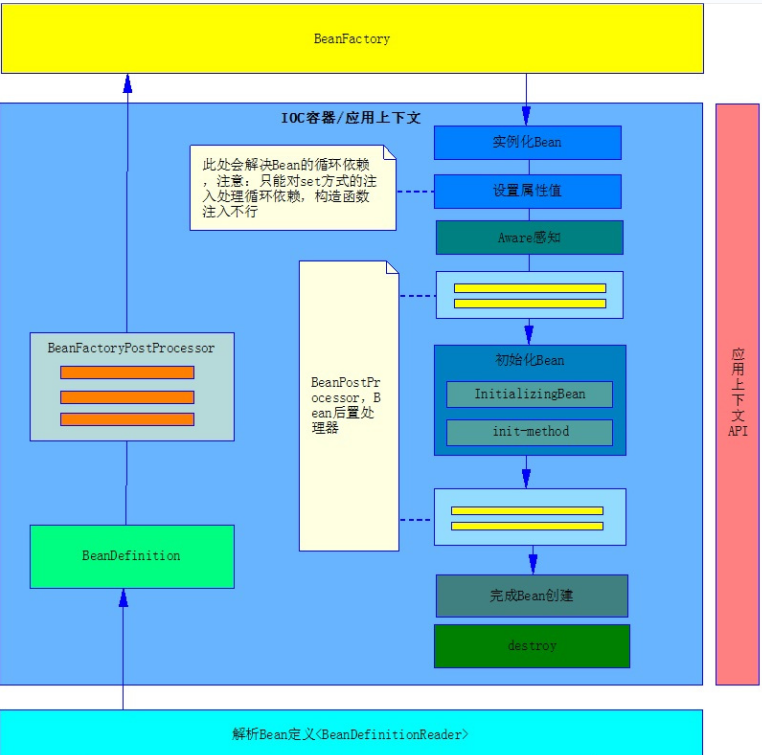 BeanFactory
IOC容器/应用上下文
实例化Bean
此处会解决Bean的循环依赖
，注意：只能对set方式的注
入处理循环依赖，构造函数
注入不行
设置属性值
Aware感知
BeanFactoryPostProcessor
初始化Bean
InitializingBean
init-method
BeanPostPr
ocessor，B
ean后置处
理器
BeanDefinition
完成Bean创建
destroy
应
用
上
下
文
API
解析Bean定义<BeanDefinitionReader>